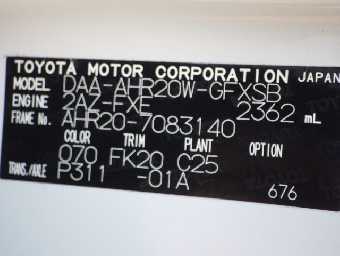 TOYOTA MOTOR CORPORATION JAPAN
MODEL DAA-AHR20W-GFXSB
ENGINE 2AZ-FXE 2362 mL
FRAME No. AHR20-7083140
COLOR TRIM PLANT OPTION
070 FK20 C25
TRANS./AXLE P311 -01A
676